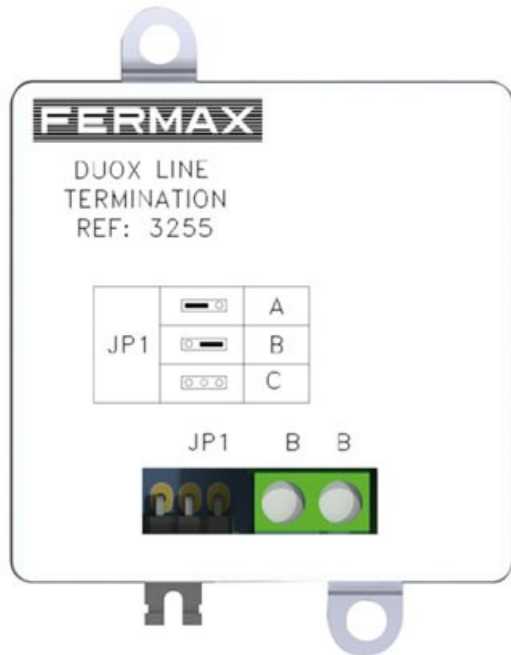 FERMAX
DUOX LINE
TERMINATION
REF: 3255
JP1
A
B
C
JP1 B B